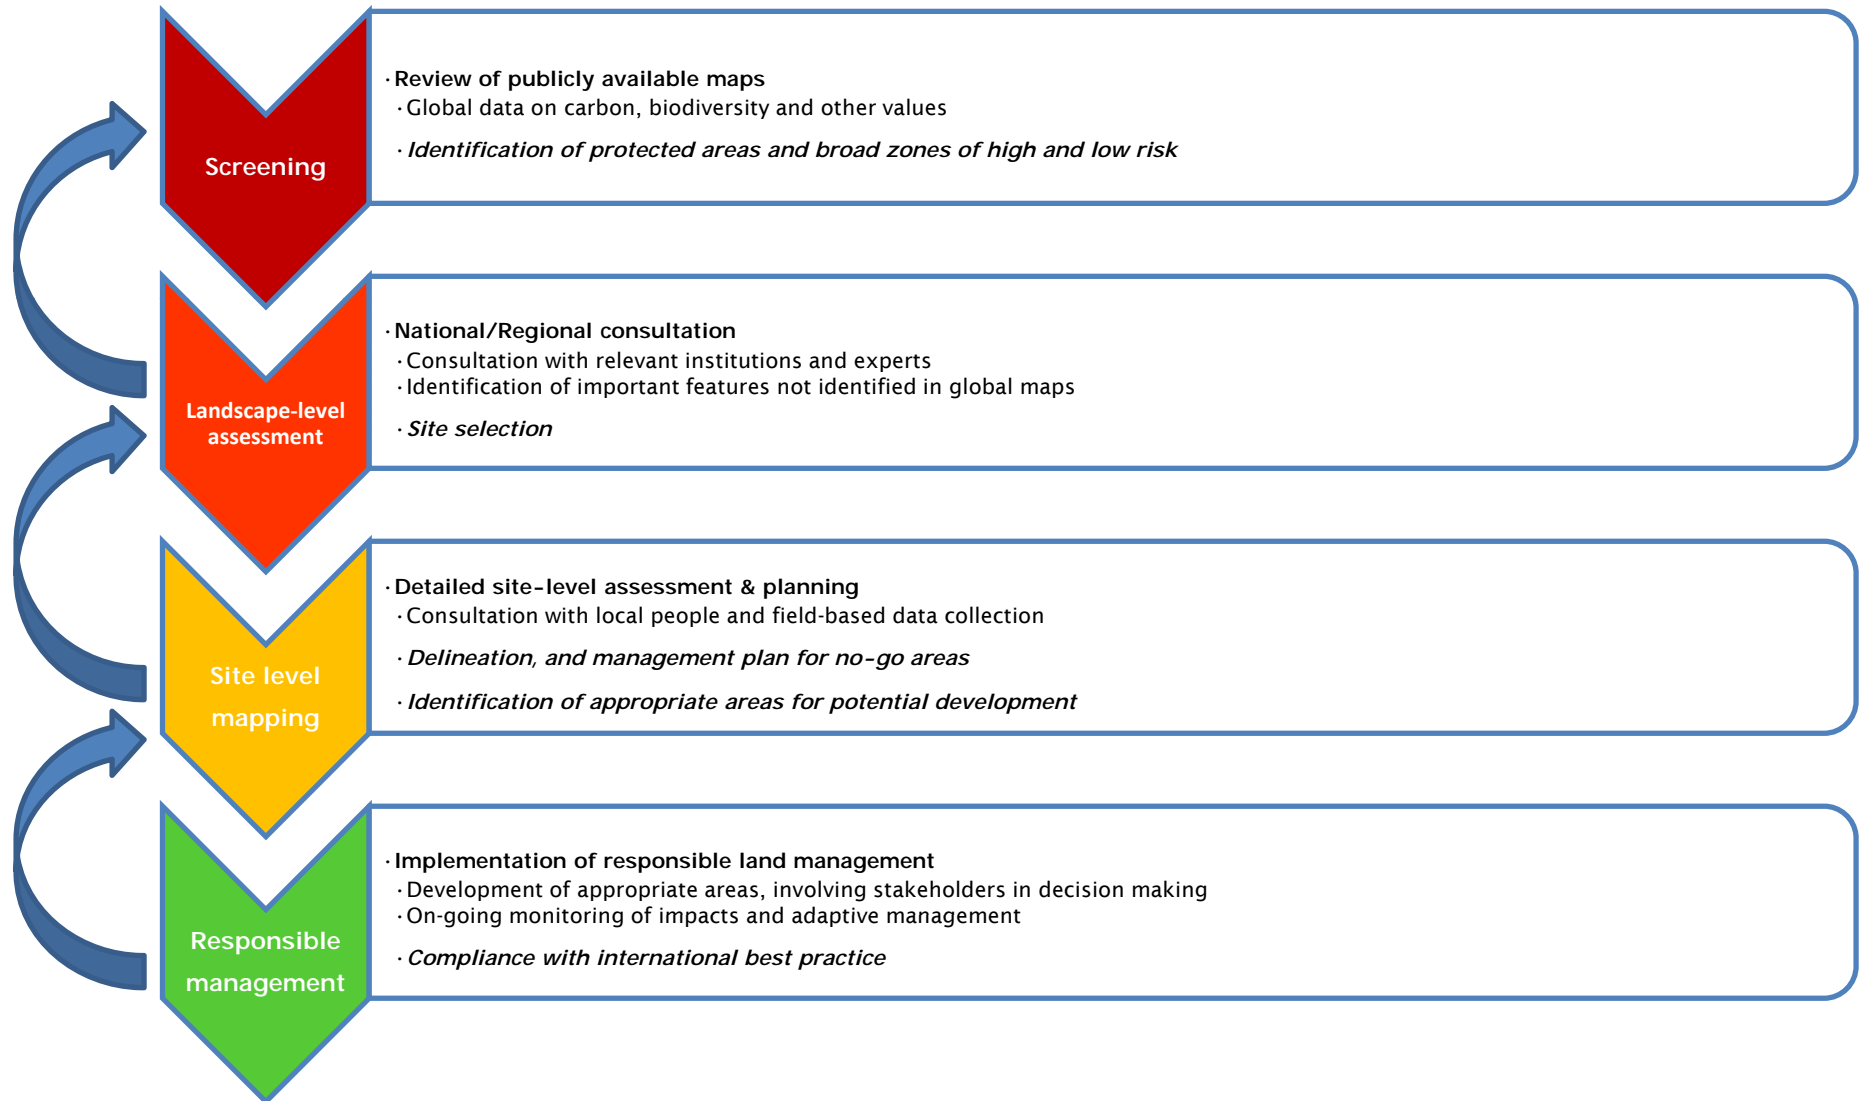 Screening
· Review of publicly available maps
· Global data on carbon, biodiversity and other values
· Identification of protected areas and broad zones of high and low risk
Landscape-level
assessment
· National/Regional consultation
· Consultation with relevant institutions and experts
· Identification of important features not identified in global maps
· Site selection
Site level
mapping
· Detailed site-level assessment & planning
· Consultation with local people and field-based data collection
· Delineation, and management plan for no-go areas
· Identification of appropriate areas for potential development
Responsible
management
· Implementation of responsible land management
· Development of appropriate areas, involving stakeholders in decision making
· On-going monitoring of impacts and adaptive management
· Compliance with international best practice